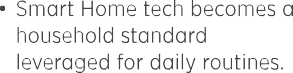 • Smart Home tech becomes a
household standard
leveraged for daily routines.